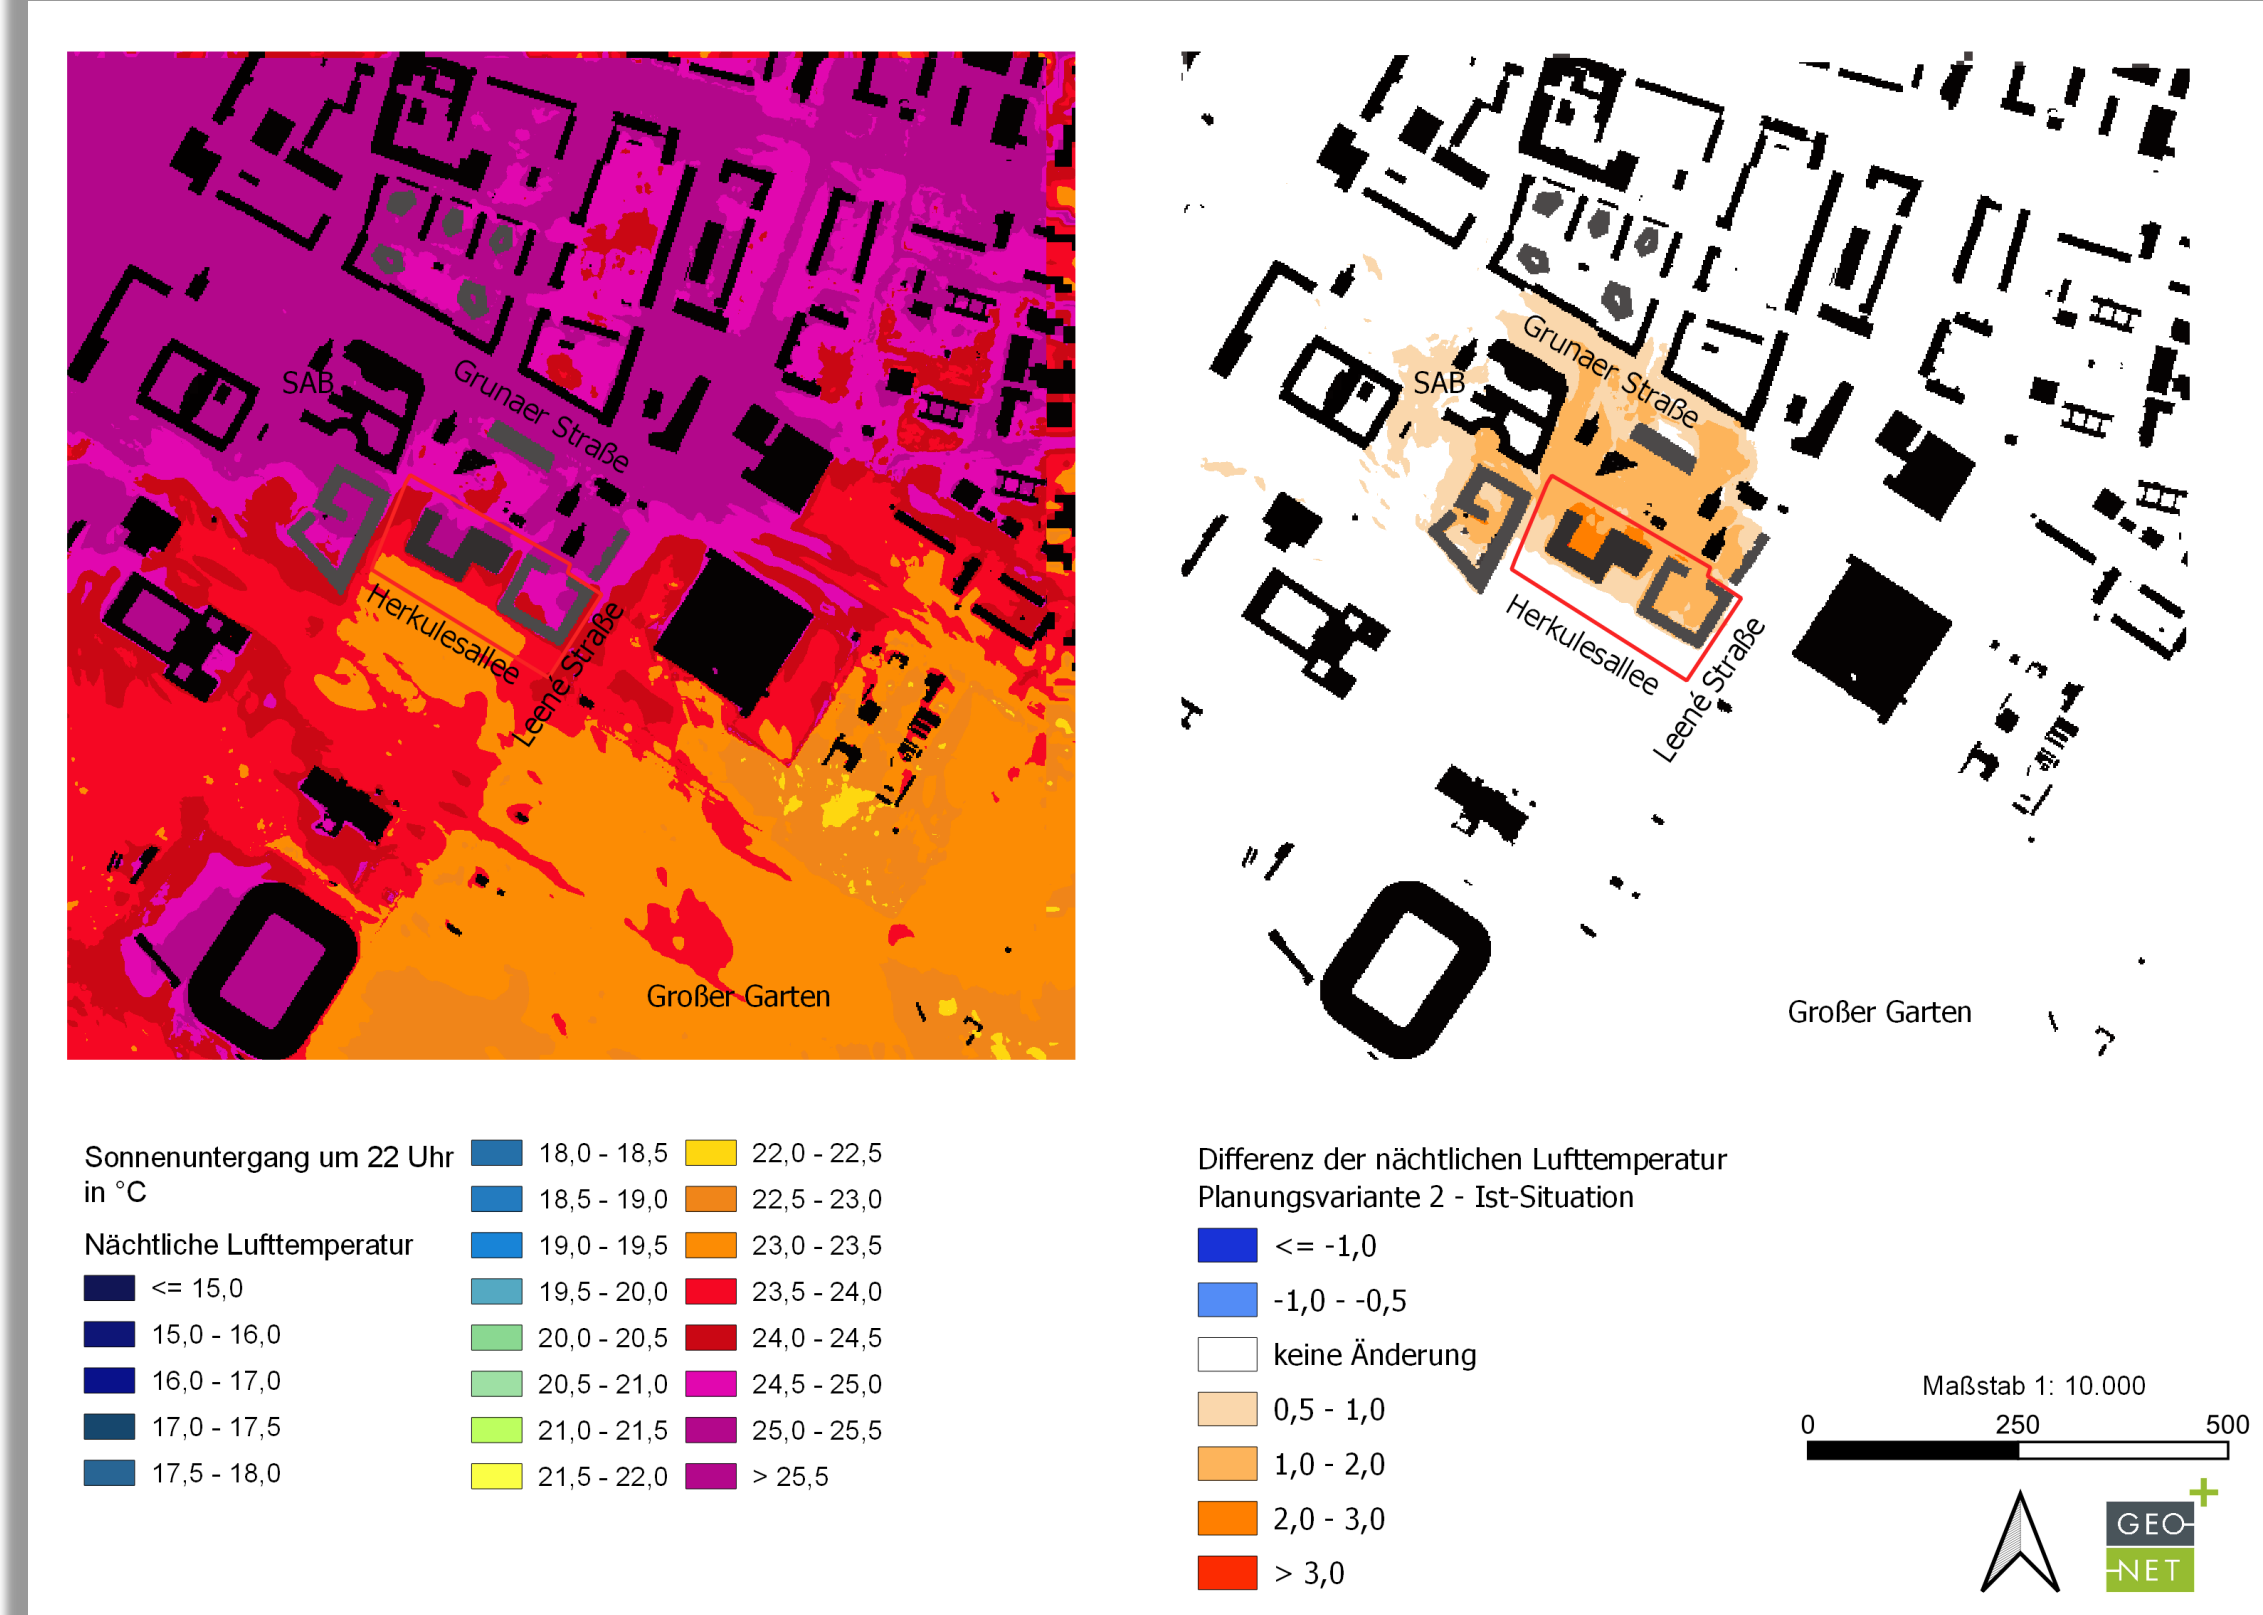 SAB
Grunaer Straße
Herkulesallee
Leené Straße
Großer Garten
SAB
Grunaer Straße
Herkulesallee
Leené Straße
Großer Garten
Sonnenuntergang um 22 Uhr
in °C
Nächtliche Lufttemperatur
<= 15,0
15,0 - 16,0
16,0 - 17,0
17,0 - 17,5
17,5 - 18,0
18,0 - 18,5
18,5 - 19,0
19,0 - 19,5
19,5 - 20,0
20,0 - 20,5
20,5 - 21,0
21,0 - 21,5
21,5 - 22,0
22,0 - 22,5
22,5 - 23,0
23,0 - 23,5
23,5 - 24,0
24,0 - 24,5
24,5 - 25,0
25,0 - 25,5
> 25,5
Differenz der nächtlichen Lufttemperatur
Planungsvariante 2 - Ist-Situation
<= -1,0
-1,0 - -0,5
keine Änderung
0,5 - 1,0
1,0 - 2,0
2,0 - 3,0
> 3,0
Maßstab 1: 10.000
0 250 500
GEO
NET